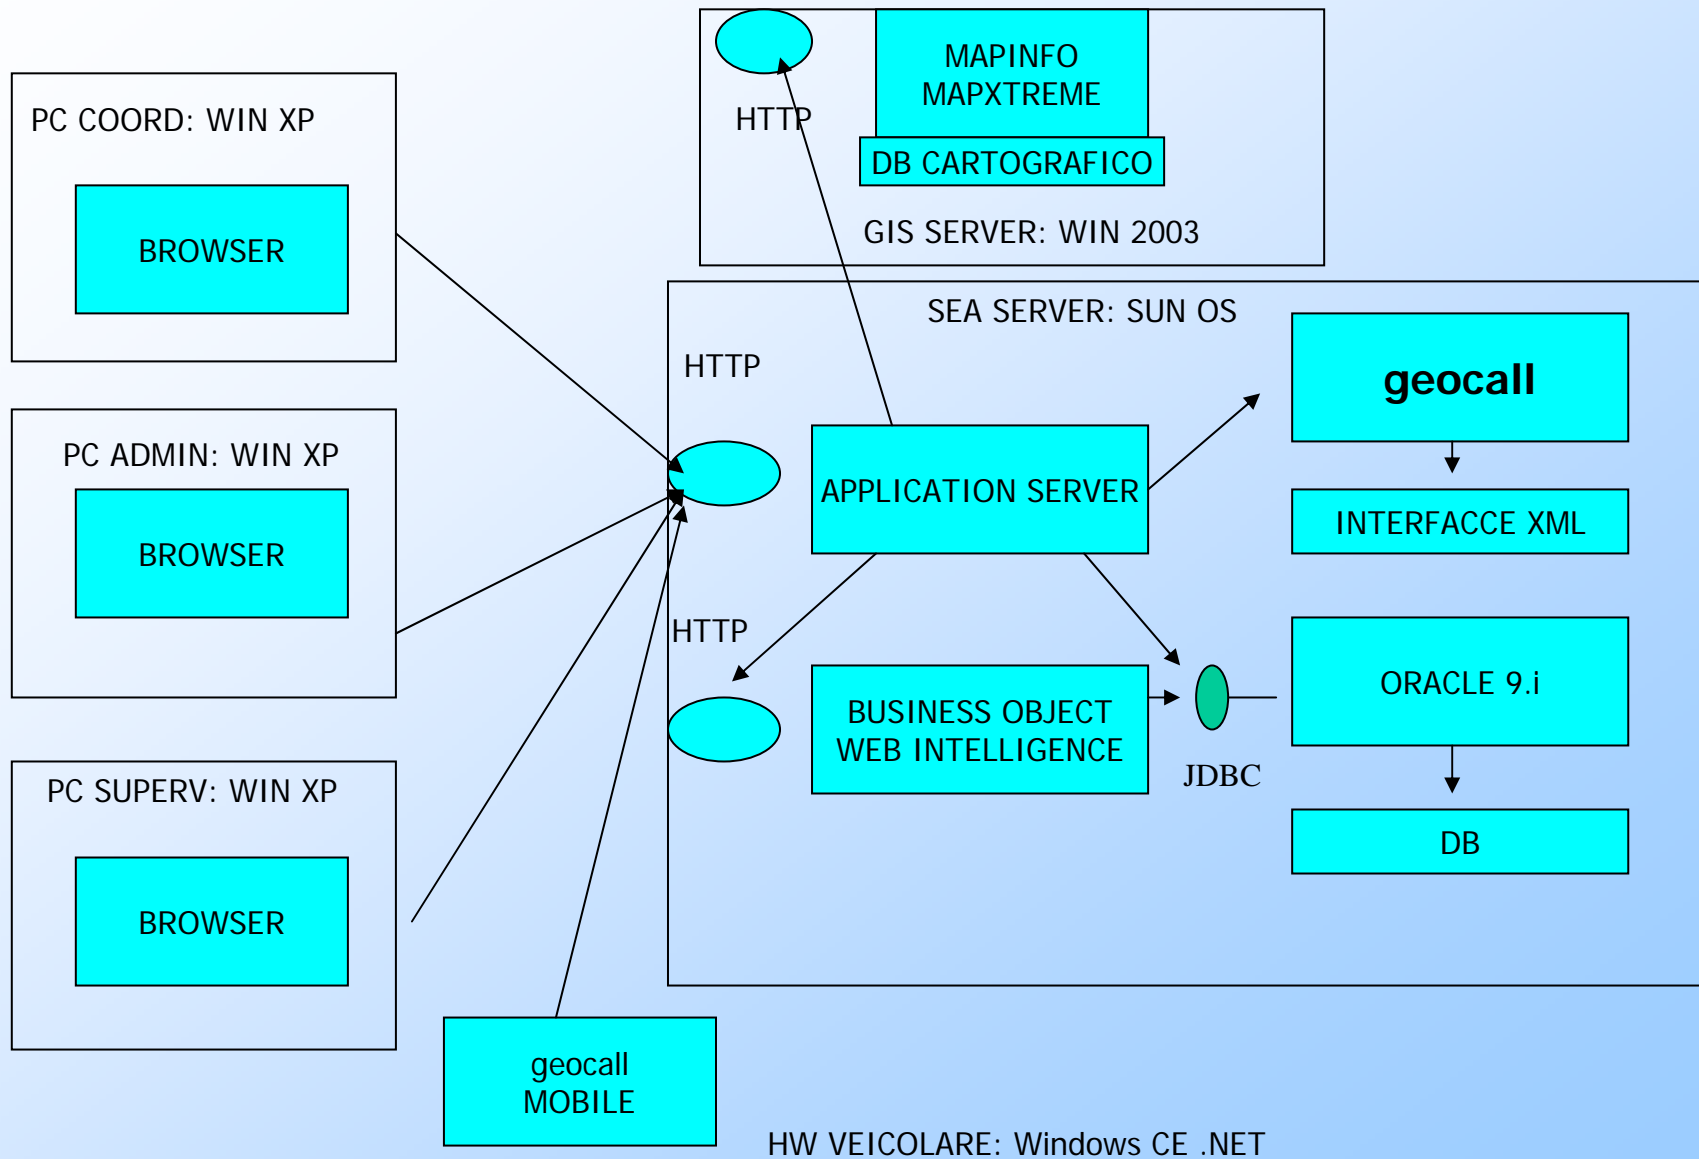 MAPINFO
MAPXTREME
HTTP
DB CARTOGRAFICO
GIS SERVER: WIN 2003
PC COORD: WIN XP
BROWSER
SEA SERVER: SUN OS
HTTP
geocall
APPLICATION SERVER
INTERFACCE XML
PC ADMIN: WIN XP
BROWSER
HTTP
BUSINESS OBJECT
WEB INTELLIGENCE
JDBC
ORACLE 9.i
DB
PC SUPERV: WIN XP
BROWSER
geocall
MOBILE
HW VEICOLARE: Windows CE .NET